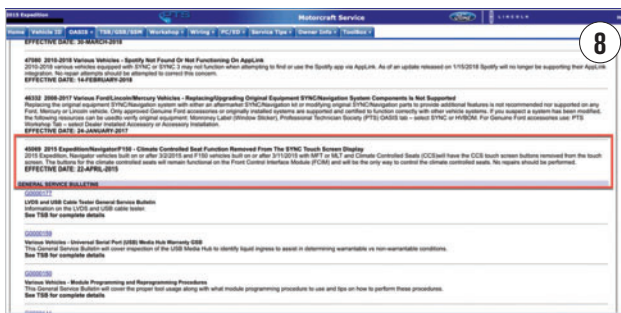 2015 Expedition
Motorcraft Service
Ford
LINCOLN
8
Home Vehicle ID OASIS TSB/GSB/SSM Workshop Wiring PC/ED Service Tips Owner Info Toolbox
EFFECTIVE DATE: 30-MARCH-2018
47080 2010-2018 Various Vehicles - Spotify Not Found Or Not Functioning On AppLink
2010-2018 various vehicles equipped with SYNC or SYNC 3 may not function when attempting to find or use the Spotify app via AppLink. As of an update released on 1/15/2018 Spotify will no longer be supporting their AppLink
integration. No repair attempts should be attempted to correct this concern.
EFFECTIVE DATE: 14-FEBRUARY-2018
46332 2006-2017 Various Ford/Lincoln/Mercury Vehicles - Replacing/Upgrading Original Equipment SYNC/Navigation System Components Is Not Supported
Replacing the original equipment SYNC/Navigation system with either an aftermarket SYNC/Navigation kit or modifying original SYNC/Navigation parts to provide additional features is not recommended nor supported on any
Ford, Mercury or Lincoln vehicle. Only approved Genuine Ford accessories or originally installed systems are supported and certified to function correctly with other vehicle systems. If you suspect a system has been modified,
the following resources can be used to verify original equipment: Monroney Label (Window Sticker), Professional Technician Society (PTS) OASIS tab - select SYNC or HVBOM. For Genuine Ford accessories use: PTS
Workshop Tab - select Dealer Installed Accessory or Accessory Installation.
EFFECTIVE DATE: 24-JANUARY-2017
45069 2015 Expedition/Navigator/F150 - Climate Controlled Seat Function Removed From The SYNC Touch Screen Display
2015 Expedition, Navigator vehicles built on or after 3/2/2015 and F150 vehicles built on or after 3/11/2015 with MFT or MLT and Climate Controlled Seats (CCS)will have the CCS touch screen buttons removed from the touch
screen. The buttons for the climate controlled seats will remain functional on the Front Control Interface Module (FCIM) and will be the only way to control the climate controlled seats. No repairs should be performed.
EFFECTIVE DATE: 22-APRIL-2015
GENERAL SERVICE BULLETINS
G0000177
LVDS and USB Cable Tester General Service Bulletin
Information on the LVDS and USB cable tester.
See TSB for complete details
G0000159
Various Vehicles - Universal Serial Port (USB) Media Hub Warranty GSB
This General Service Bulletin will cover inspection of the USB Media Hub to identify liquid ingress to assist in determining warrantable vs non-warrantable conditions.
See TSB for complete details
G0000150
Various Vehicles - Module Programming and Reprogramming Procedures
This General Service Bulletin will cover the proper tool usage along with what module programming procedure to use and tips on how to perform these procedures.
See TSB for complete details